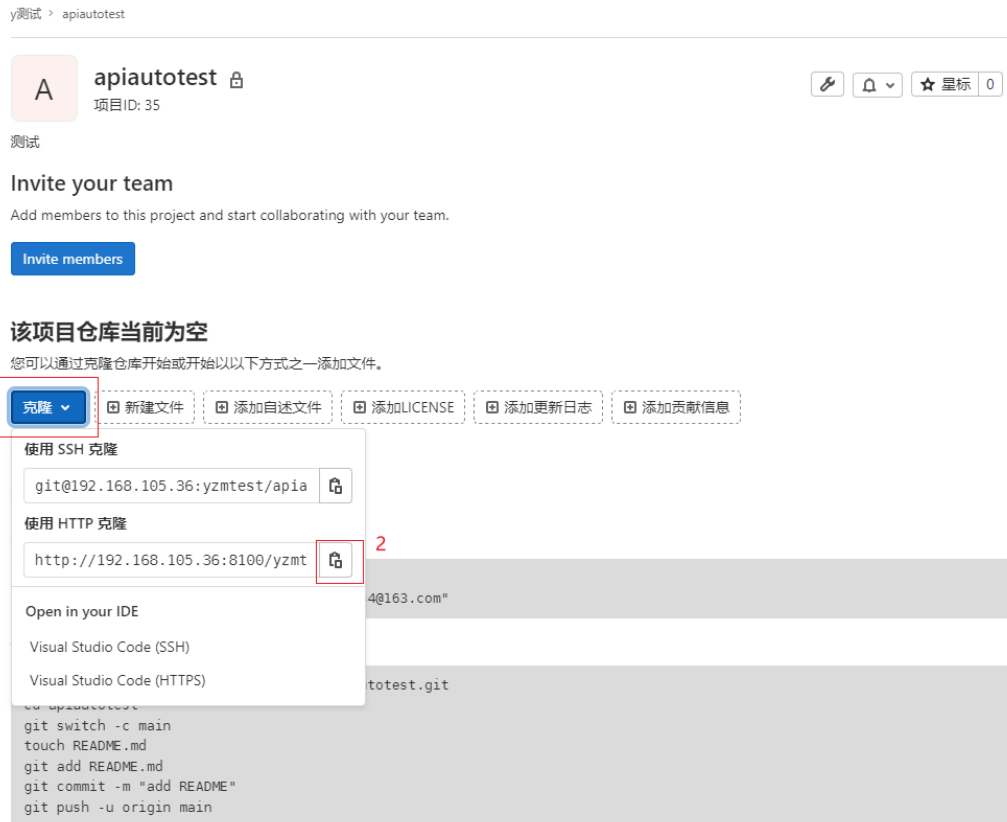 y测试 > apiautotest
A
apiautotest
项目ID: 35
星标 0
测试
Invite your team
Add members to this project and start collaborating with your team.
Invite members
该项目仓库当前为空
您可以通过克隆仓库开始或开始以以下方式之一添加文件。
克隆 新建文件 添加自述文件 添加LICENSE 添加更新日志 添加贡献信息
使用 SSH 克隆
git@192.168.105.36:yzmtest/apia
使用 HTTP 克隆
2
http://192.168.105.36:8100/yzmt
4@163.com"
Open in your IDE
Visual Studio Code (SSH)
Visual Studio Code (HTTPS)
totest.git
cd apiautotest
git switch -c main
touch README.md
git add README.md
git commit -m "add README"
git push -u origin main